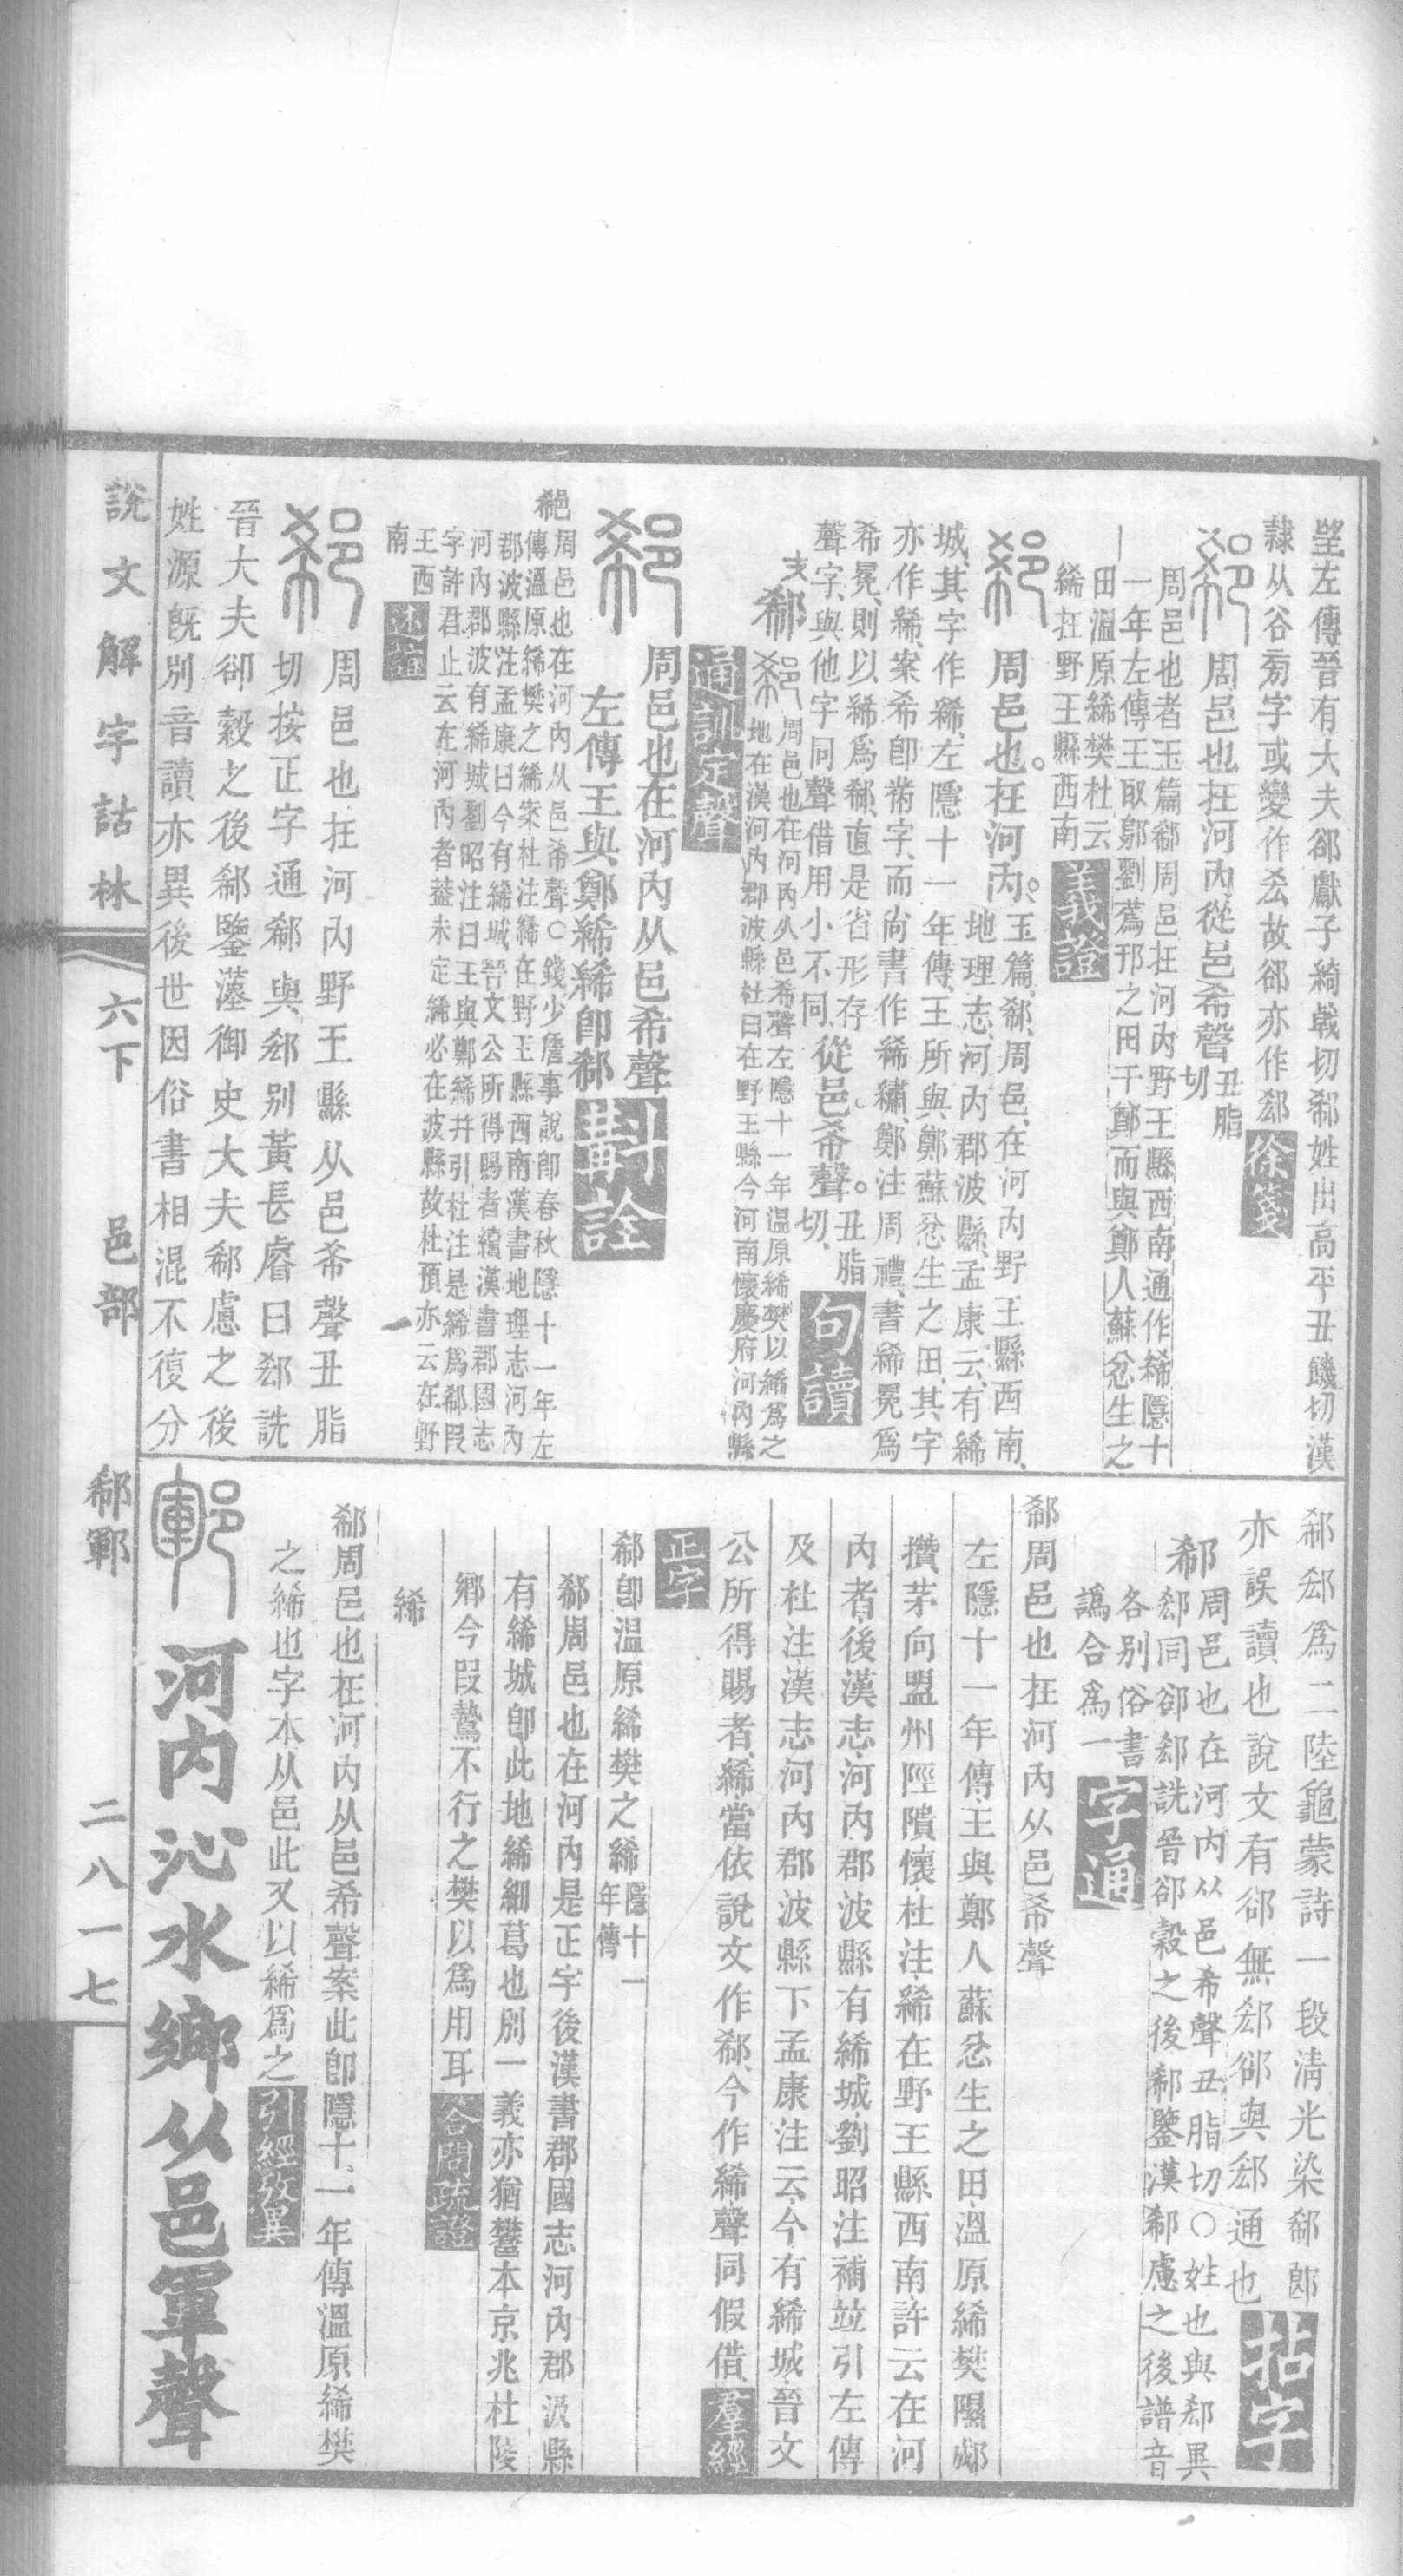 朢左傳晉有大夫郤獻子綺戟切郗姓出高平丑饑切漢
隸从谷㫄字或變作厺故郤亦作郄 徐箋
周邑也在河內從邑希聲丑脂切
周邑也者玉篇郗周邑在河內野王縣西南通作絺隱十
一年左傳王取鄔劉蒍邘之田于鄭而與鄭人蘇忿生之
田溫原絺樊杜云
絺在野王縣西南 義證
周邑也。在河內。玉篇、郗、周邑、在河內野王縣西南、
地理志、河內郡波縣、孟康云、有絺
城、其字作絺、左隱十一年傳、王所與鄭蘇忿生之田、其字
亦作絺、案希卽黹字、而尙書作絺繡、鄭注周禮、書絺冕爲
希冕、則以絺爲郗、直是省形存
聲字、與他字同聲借用小不同、從邑。希聲。丑脂切、 句讀
郗 周邑也在河內从邑希聲左隱十一年溫原絺樊以絺爲之
地在漢河內郡波縣杜曰在野王縣今河南懷慶府河內縣
通訓定聲
周邑也在河內从邑希聲
左傳王與鄭絺絺卽郗 斠詮
周邑也在河內从邑希聲〇錢少詹事說卽春秋隱十一年左
傳溫原絺樊之絺案杜注絺在野王縣西南漢書地理志河內
郡波縣注孟康曰今有絺城晉文公所得賜者續漢書郡國志
河內郡波有絺城劉昭注曰王與鄭絺幷引杜注是絺爲郗叚
字許君止云在河內者蓋未定絺必在波縣故杜預亦云在野
王西
南 述誼
周邑也在河內野王縣从邑希聲丑脂
切按正字通郗與郄別黃長睿曰郄詵
晉大夫卻縠之後郗鑒漢御史大夫郗慮之後
姓源旣別音讀亦異後世因俗書相混不復分
郗郄爲二陸龜蒙詩一段淸光染郗郎
亦誤讀也說文有郤無郄郤與郄通也 拈字
郗 周邑也在河內从邑希聲丑脂切〇姓也與郄異
郄同郤郄詵晉郤縠之後郗鑒漢郗慮之後譜音
各別俗書
譌合爲一 字通
郗周邑也在河內从邑希聲
左隱十一年傳王與鄭人蘇忿生之田溫原絺樊隰郕
攢茅向盟州陘隤懷杜注絺在野王縣西南許云在河
內者後漢志河內郡波縣有絺城劉昭注補竝引左傳
及杜注漢志河內郡波縣下孟康注云今有絺城晉文
公所得賜者絺當依說文作郗今作絺聲同假借 羣經
正字
郗卽溫原絺樊之絺隱十一年傳
郗周邑也在河內是正字後漢書郡國志河內郡波縣
有絺城卽此地絺細葛也別一義亦猶䥯本京兆杜陵
鄉今叚鷙不行之樊以爲用耳 答問疏證
絺
郗周邑也在河內从邑希聲案此卽隱十一年傳溫原絺樊
之絺也字本从邑此又以絺爲之 引經攷異
河內沁水鄉从邑軍聲
說文解字詁林 六下 邑部 郗鄆 二八一七